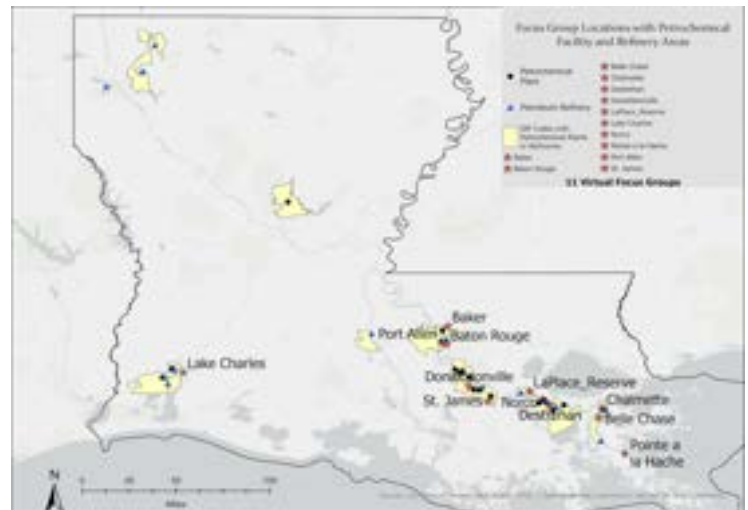 Focus Group Locations with Petrochemical
Facility and Refinery Areas
Petrochemical
Plant
Petroleum Refinery
Baker
Baton Rouge
Belle Chase
Chalmette
Destrehan
Donaldsonville
LaPlace_Reserve
Lake Charles
Norco
Pointe a la Hache
Port Allen
St. James
11 Virtual Focus Groups
Baker
Port Allen
Baton Rouge
Lake Charles
Donaldsonville
LaPlace_Reserve
St. James
Norco
Destrehan
Chalmette
Belle Chase
Pointe a
la Hache
N
Miles